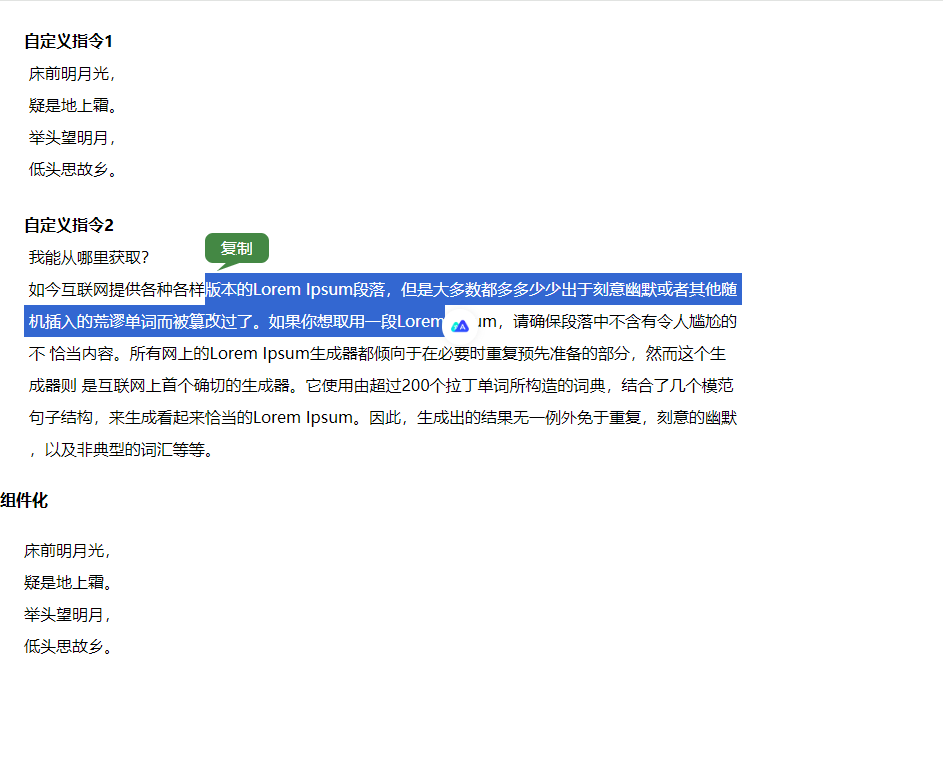 自定义指令1
床前明月光，
疑是地上霜。
举头望明月，
低头思故乡。
自定义指令2
复制
我能从哪里获取?
如今互联网提供各种各样版本的Lorem Ipsum段落，但是大多数都多多少少出于刻意幽默或者其他随
机插入的荒谬单词而被篡改过了。如果你想取用一段Lorem um，请确保段落中不含有令人尴尬的
不 恰当内容。所有网上的Lorem Ipsum生成器都倾向于在必要时重复预先准备的部分，然而这个生
成器则 是互联网上首个确切的生成器。它使用由超过200个拉丁单词所构造的词典，结合了几个模范
句子结构，来生成看起来恰当的Lorem Ipsum。因此，生成出的结果无一例外免于重复，刻意的幽默
，以及非典型的词汇等等。
组件化
床前明月光，
疑是地上霜。
举头望明月，
低头思故乡。